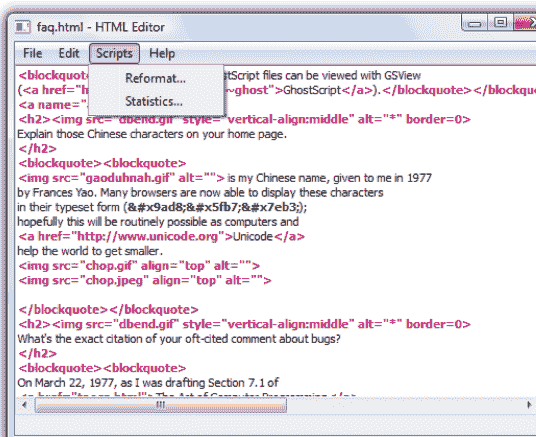 faq.html - HTML Editor
File Edit Scripts Help
Reformat...
Statistics...
<blockquote stScript files can be viewed with GSView
(<a href="h ~ghost">GhostScript</a>).</blockquote></blockqu
<a name="
<h2><img src="dbend.gif" style="vertical-align:middle" alt="*" border=0>
Explain those Chinese characters on your home page.
</h2>
<blockquote><blockquote>
<img src="gaoduhnah.gif" alt=""> is my Chinese name, given to me in 1977
by Frances Yao. Many browsers are now able to display these characters
in their typeset form (&#x9ad8;&#x5fb7;&#x7eb3;);
hopefully this will be routinely possible as computers and
<a href="http://www.unicode.org">Unicode</a>
help the world to get smaller.
<img src="chop.gif" align="top" alt="">
<img src="chop.jpeg" align="top" alt="">
</blockquote></blockquote>
<h2><img src="dbend.gif" style="vertical-align:middle" alt="*" border=0>
What's the exact citation of your oft-cited comment about bugs?
</h2>
<blockquote><blockquote>
On March 22, 1977, as I was drafting Section 7.1 of
The Art of Computer Programming